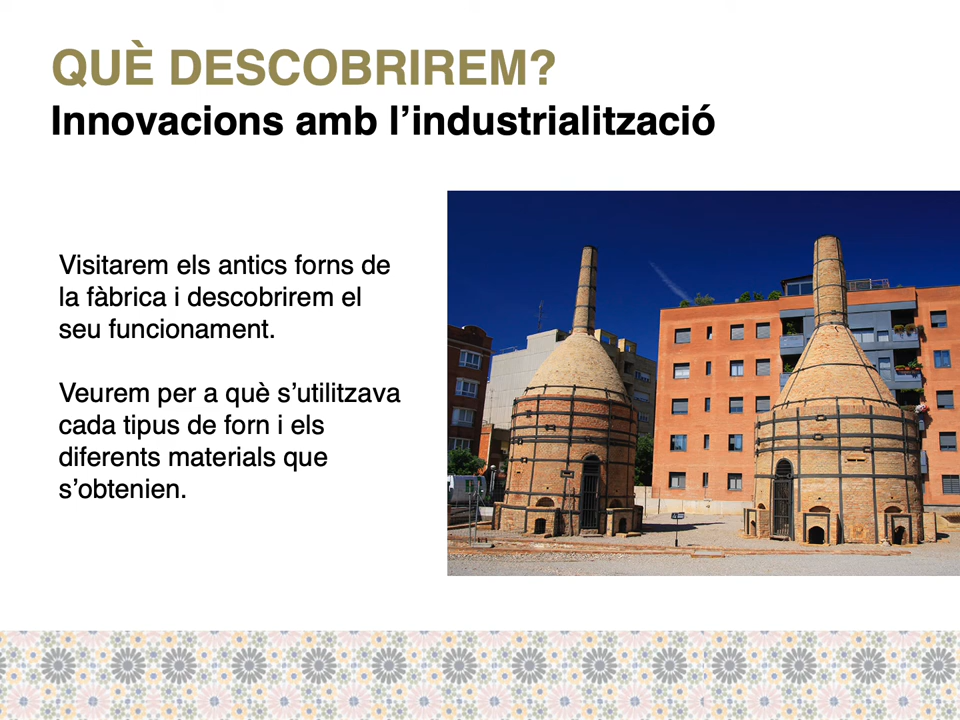 QUÈ DESCOBRIREM?
Innovacions amb l’industrialització
Visitarem els antics forns de
la fàbrica i descobrirem el
seu funcionament.
Veurem per a què s’utilitzava
cada tipus de forn i els
diferents materials que
s’obtenien.